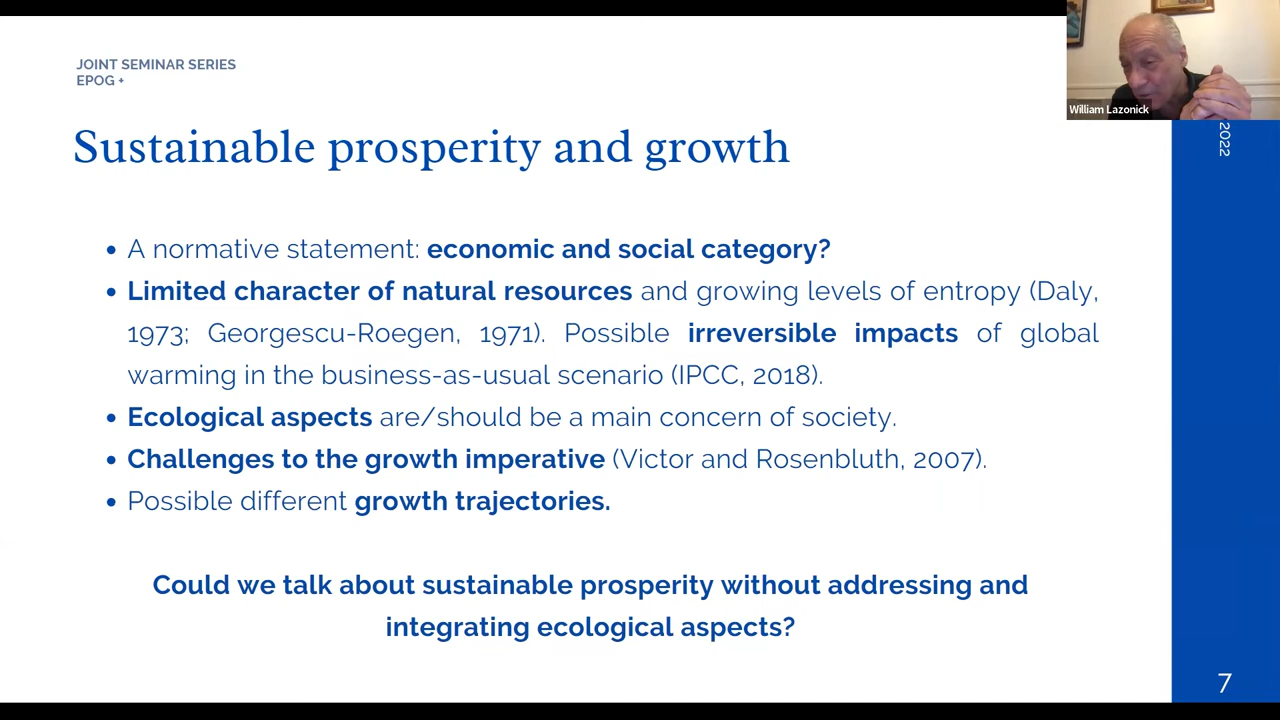 JOINT SEMINAR SERIES
EPOG +
William Lazonick
2022
Sustainable prosperity and growth
• A normative statement: economic and social category?
• Limited character of natural resources and growing levels of entropy (Daly,
1973; Georgescu-Roegen, 1971). Possible irreversible impacts of global
warming in the business-as-usual scenario (IPCC, 2018).
• Ecological aspects are/should be a main concern of society.
• Challenges to the growth imperative (Victor and Rosenbluth, 2007).
• Possible different growth trajectories.
Could we talk about sustainable prosperity without addressing and
integrating ecological aspects?
7